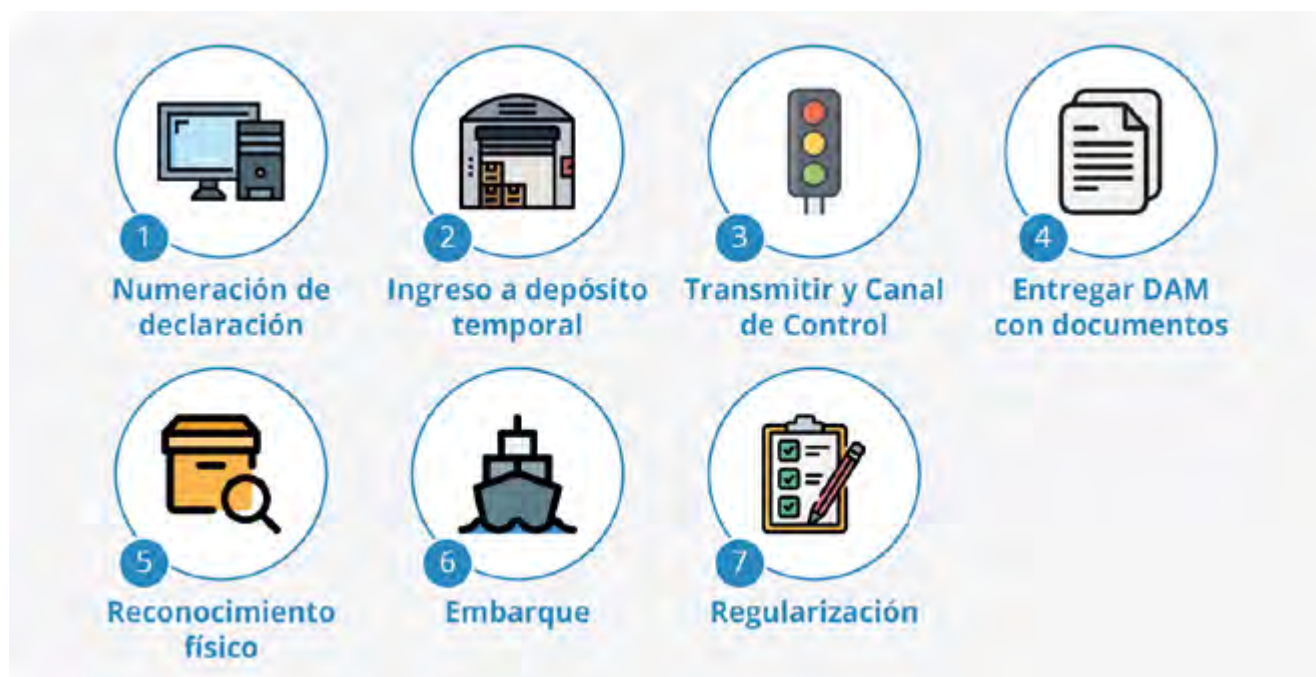 1
Numeración de
declaración
2
Ingreso a depósito
temporal
3
Transmitir y Canal
de Control
4
Entregar DAM
con documentos
5
Reconocimiento
físico
6
Embarque
7
Regularización